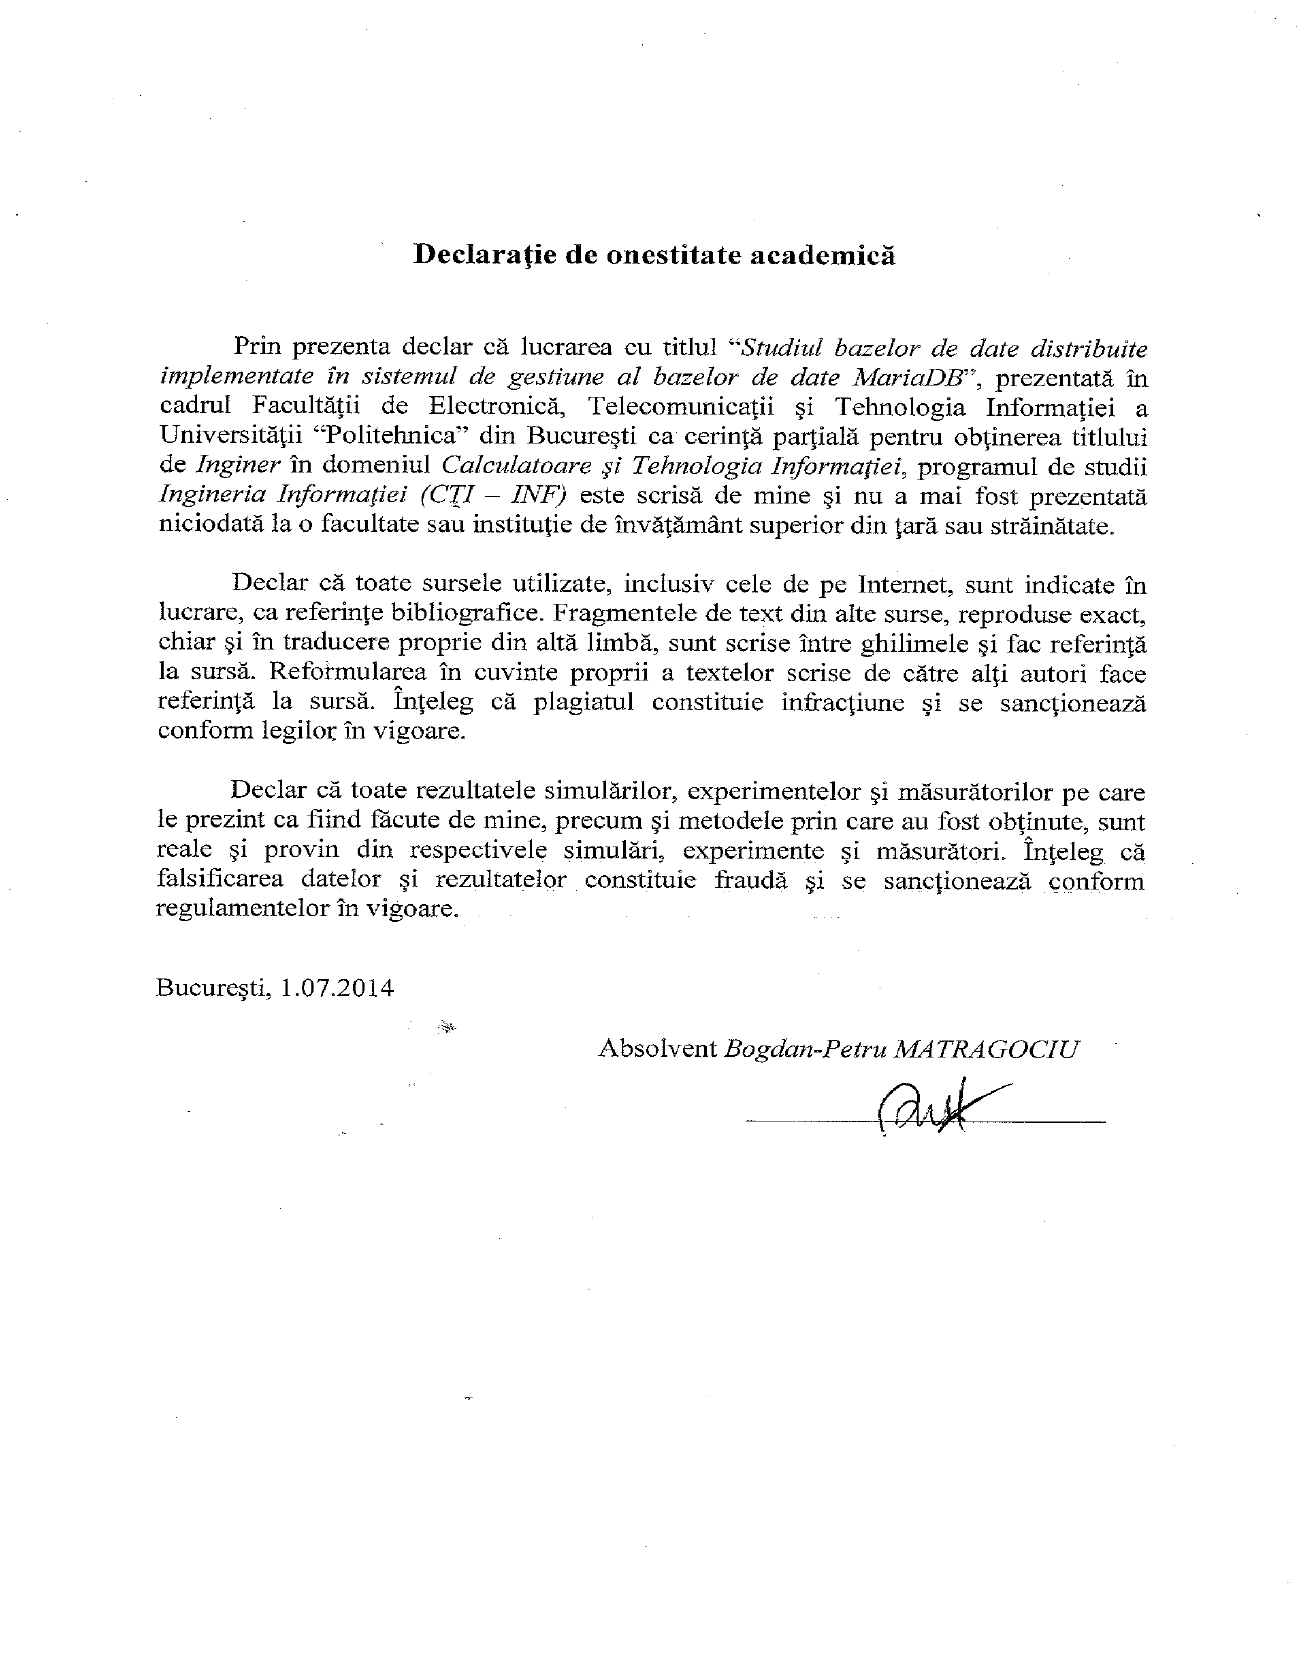 Declaraţie de onestitate academică
Prin prezenta declar că lucrarea cu titlul “Studiul bazelor de date distribuite
implementate în sistemul de gestiune al bazelor de date MariaDB”, prezentată în
cadrul Facultăţii de Electronică, Telecomunicaţii şi Tehnologia Informaţiei a
Universităţii “Politehnica” din Bucureşti ca cerinţă parţială pentru obţinerea titlului
de Inginer în domeniul Calculatoare şi Tehnologia Informaţiei, programul de studii
Ingineria Informaţiei (CTI – INF) este scrisă de mine şi nu a mai fost prezentată
niciodată la o facultate sau instituţie de învăţământ superior din ţară sau străinătate.
Declar că toate sursele utilizate, inclusiv cele de pe Internet, sunt indicate în
lucrare, ca referinţe bibliografice. Fragmentele de text din alte surse, reproduse exact,
chiar şi în traducere proprie din altă limbă, sunt scrise între ghilimele şi fac referinţă
la sursă. Reformularea în cuvinte proprii a textelor scrise de către alţi autori face
referinţă la sursă. Înţeleg că plagiatul constituie infracţiune şi se sancţionează
conform legilor în vigoare.
Declar că toate rezultatele simulărilor, experimentelor şi măsurătorilor pe care
le prezint ca fiind făcute de mine, precum şi metodele prin care au fost obţinute, sunt
reale şi provin din respectivele simulări, experimente şi măsurători. Înţeleg că
falsificarea datelor şi rezultatelor constituie fraudă şi se sancţionează conform
regulamentelor în vigoare.
Bucureşti, 1.07.2014
Absolvent Bogdan-Petru MATRAGOCIU